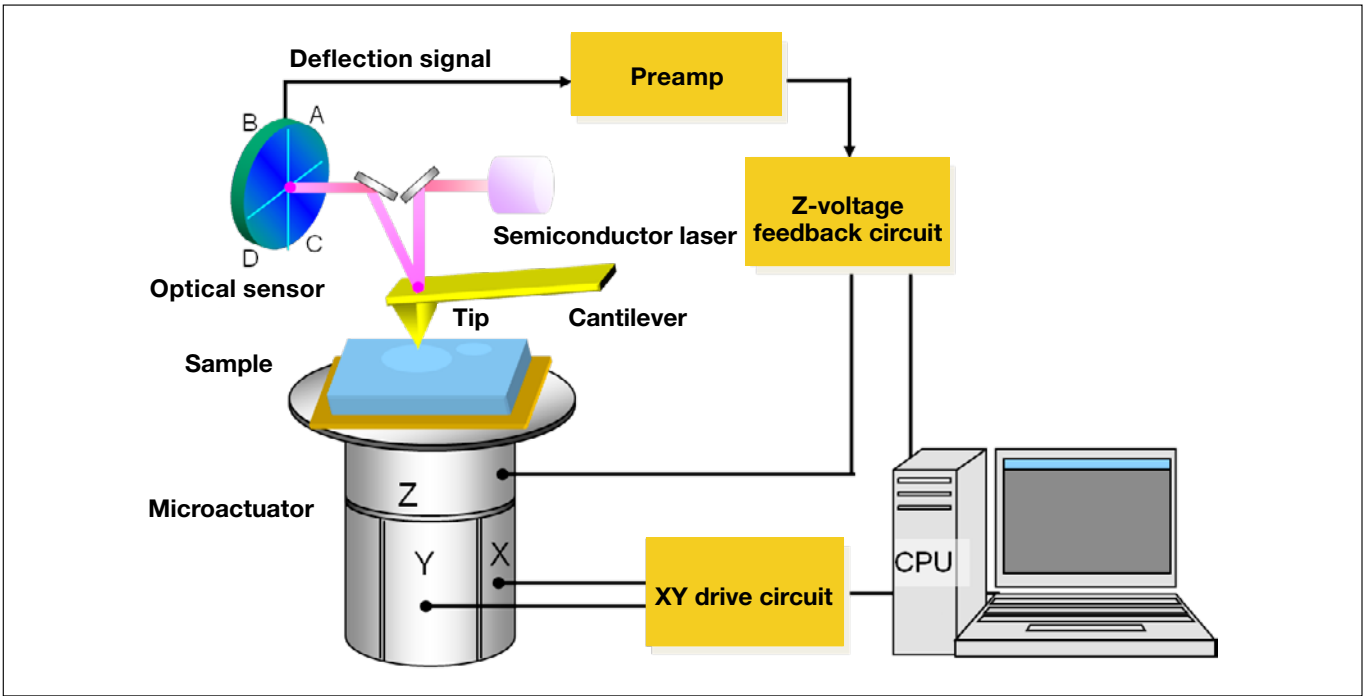 Deflection signal
Preamp
B
A
D
C
Z-voltage
feedback circuit
Semiconductor laser
Optical sensor
Tip
Cantilever
Sample
Microactuator
Z
Y
X
XY drive circuit
CPU